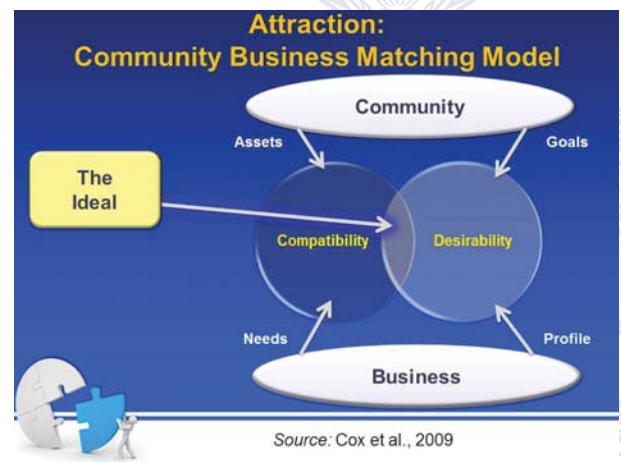 Attraction:
Community Business Matching Model
Community
Assets
Goals
The
Ideal
Compatibility
Desirability
Needs
Profile
Business
Source: Cox et al., 2009